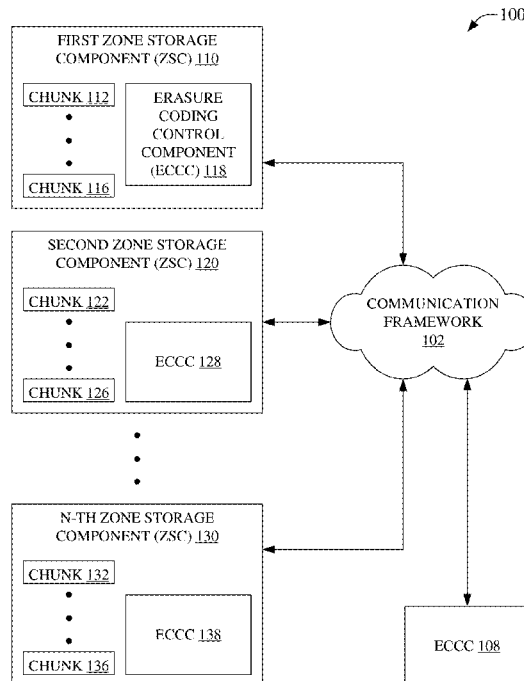 100
FIRST ZONE STORAGE
COMPONENT (ZSC) 110
CHUNK 112
CHUNK 116
ERASURE
CODING
CONTROL
COMPONENT
(ECCC) 118
SECOND ZONE STORAGE
COMPONENT (ZSC) 120
CHUNK 122
CHUNK 126
ECCC 128
COMMUNICATION
FRAMEWORK
102
N-TH ZONE STORAGE
COMPONENT (ZSC) 130
CHUNK 132
CHUNK 136
ECCC 138
ECCC 108